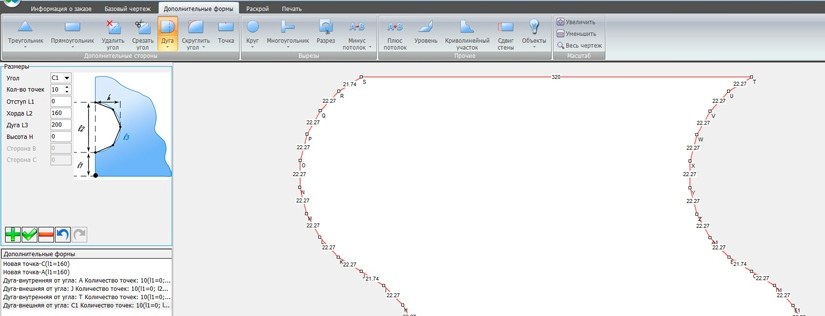 Информация о заказе Базовый чертеж Дополнительные формы Раскрой Печать
Треугольник Прямоугольник Удалить угол Срезать угол Дуга Скруглить угол Точка Круг Многоугольник Разрез Минус потолок Плюс потолок Уровень Криволинейный участок Сдвиг стены Объекты Увеличить Уменьшить Весь чертеж
Дополнительные стороны Вырезы Прочие Масштаб
Размеры
Угол C1
Кол-во точек 10
Отступ L1 0
Хорда L2 160
Дуга L3 200
Высота H 0
Сторона B 0
Сторона C 0
Дополнительные формы
Новая точка-C(l1=160)
Новая точка-A(l1=160)
Дуга-внутренняя от угла: A Количество точек: 10(l1=0;...
Дуга-внешняя от угла: J Количество точек: 10(l1=0; l2...
Дуга-внутренняя от угла: T Количество точек: 10(l1=0;...
Дуга-внешняя от угла: C1 Количество точек: 10(l1=0; l...
S 320 T
21.74 R 22.27 U
22.27 Q 22.27 V
22.27 P 22.27 W
22.27 O 22.27 X
22.27 N 22.27 Y
22.27 M 22.27 Z
22.27 22.27
22.27 K 22.27
21.74 J 21.74
22.27 22.27